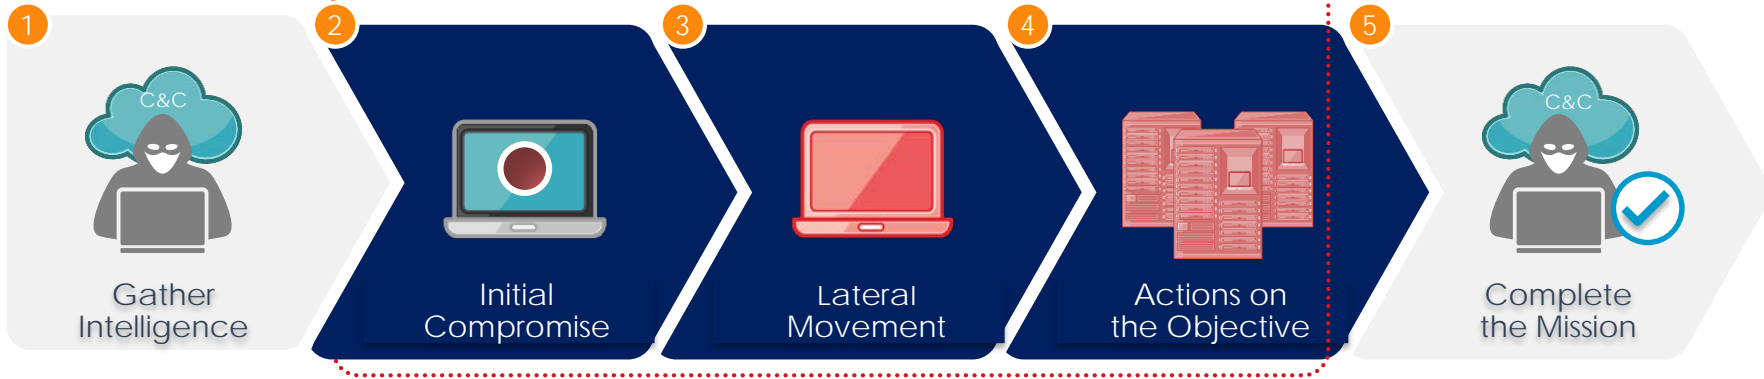 1
C&C
Gather
Intelligence
2
Initial
Compromise
3
Lateral
Movement
4
Actions on
the Objective
5
C&C
Complete
the Mission